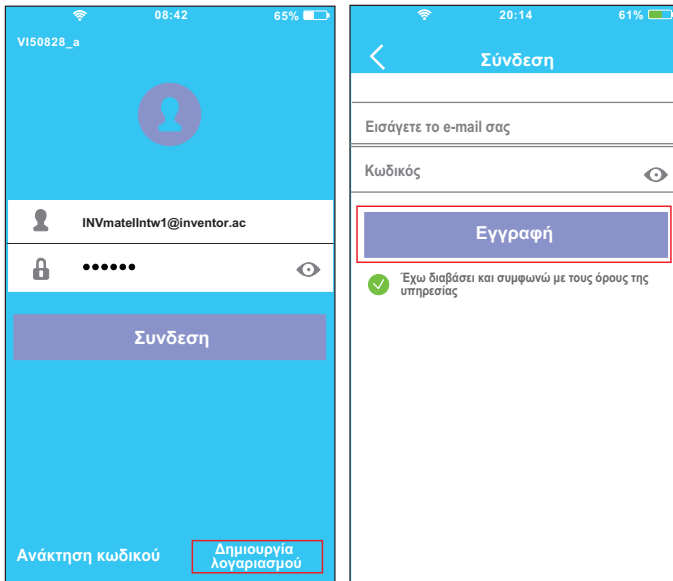 08:42 65%
VI50828_a
INVmatelIntw1@inventor.ac
••••••
Συνδεση
Ανάκτηση κωδικού
Δημιουργία
λογαριασμού
20:14 61%
Σύνδεση
Εισάγετε το e-mail σας
Κωδικός
Εγγραφή
Έχω διαβάσει και συμφωνώ με τους όρους της
υπηρεσίας